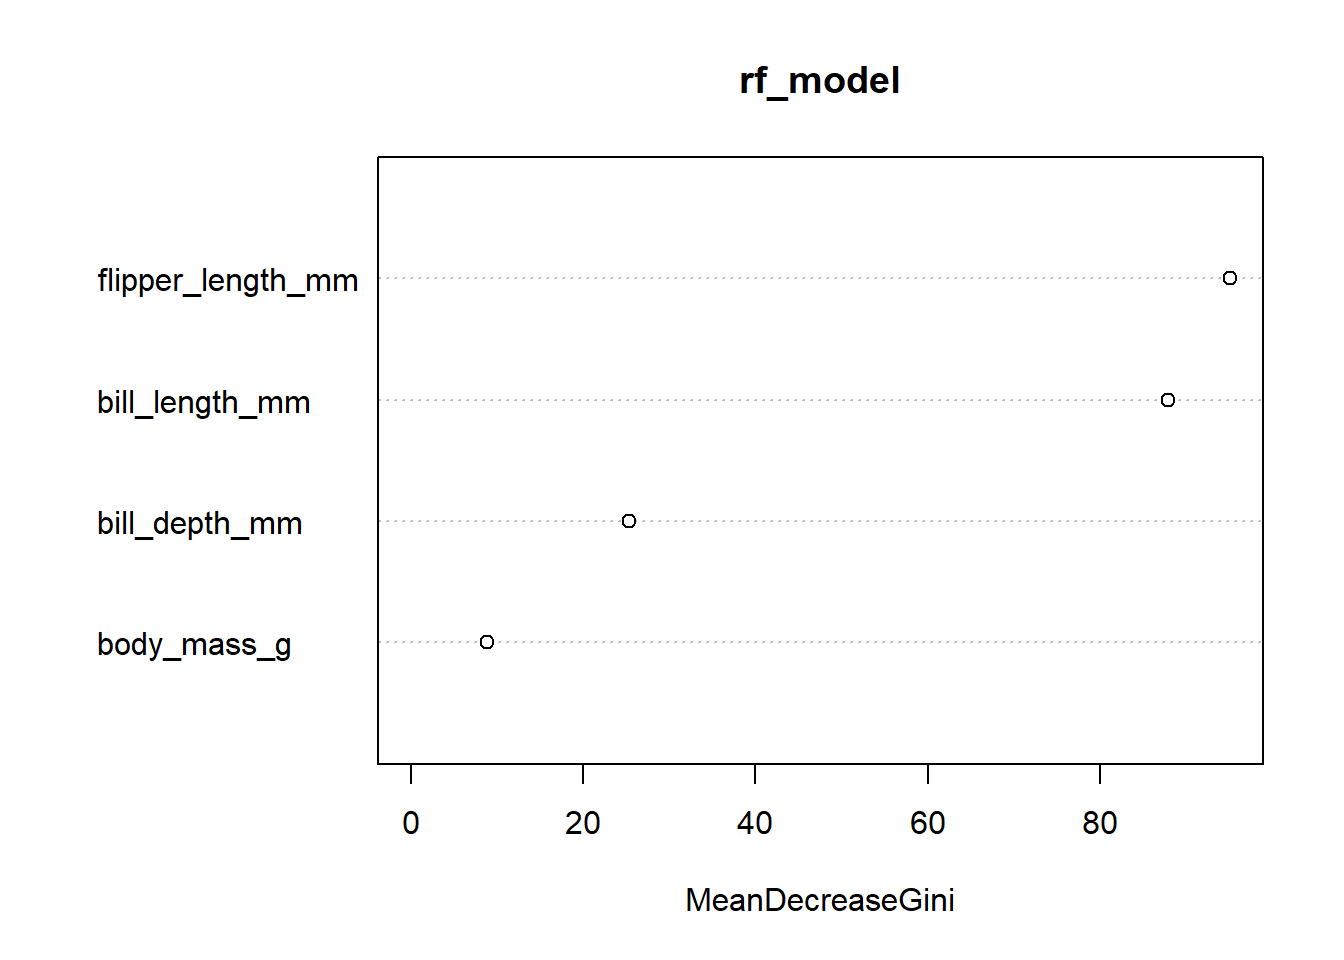 rf_model
flipper_length_mm
bill_length_mm
bill_depth_mm
body_mass_g
0 20 40 60 80
MeanDecreaseGini